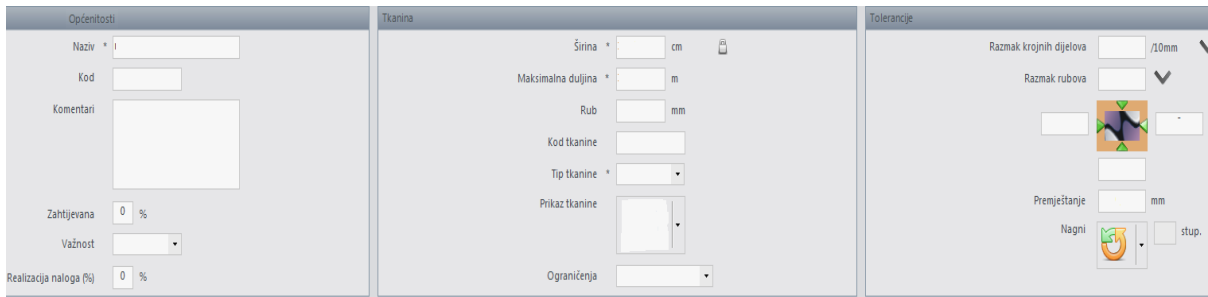 Općenitosti
Naziv *
Kod
Komentari
Zahtijevana 0 %
Važnost
Realizacija naloga (%) 0 %
Tkanina
Širina * cm
Maksimalna duljina * m
Rub mm
Kod tkanine
Tip tkanine *
Prikaz tkanine
Ograničenja
Tolerancije
Razmak krojnih dijelova /10mm
Razmak rubova
Premještanje mm
Nagni stup.